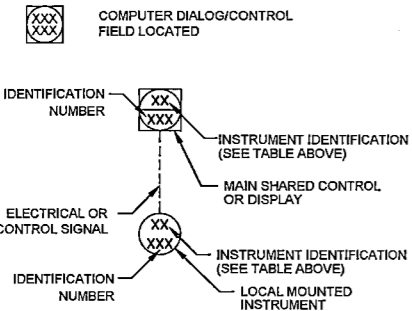 XXX
XXX
COMPUTER DIALOG/CONTROL
FIELD LOCATED
IDENTIFICATION
NUMBER
XX
XXX
INSTRUMENT IDENTIFICATION
(SEE TABLE ABOVE)
MAIN SHARED CONTROL
OR DISPLAY
ELECTRICAL OR
CONTROL SIGNAL
XX
XXX
INSTRUMENT IDENTIFICATION
(SEE TABLE ABOVE)
IDENTIFICATION
NUMBER
LOCAL MOUNTED
INSTRUMENT